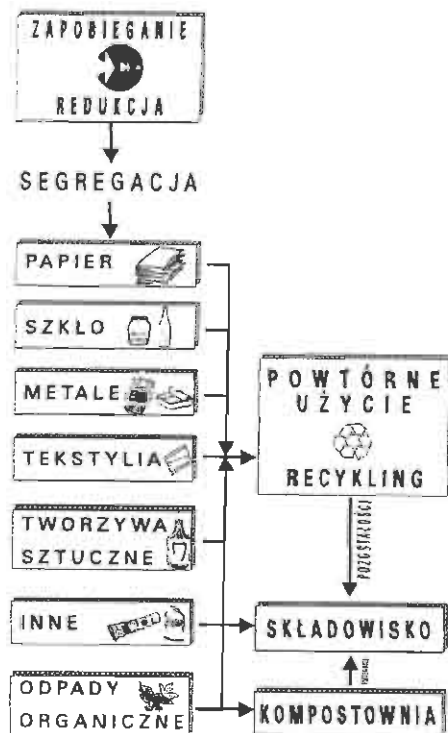 ZAPOBIEGANIE
REDUKCJA
SEGREGACJA
PAPIER
SZKŁO
METALE
TEKSTYLIA
TWORZYWA
SZTUCZNE
INNE
ODPADY
ORGANICZNE
POWTÓRNE
UŻYCIE
RECYKLING
POZOSTAŁOŚCI
SKŁADOWISKO
KOMPOSTOWNIA